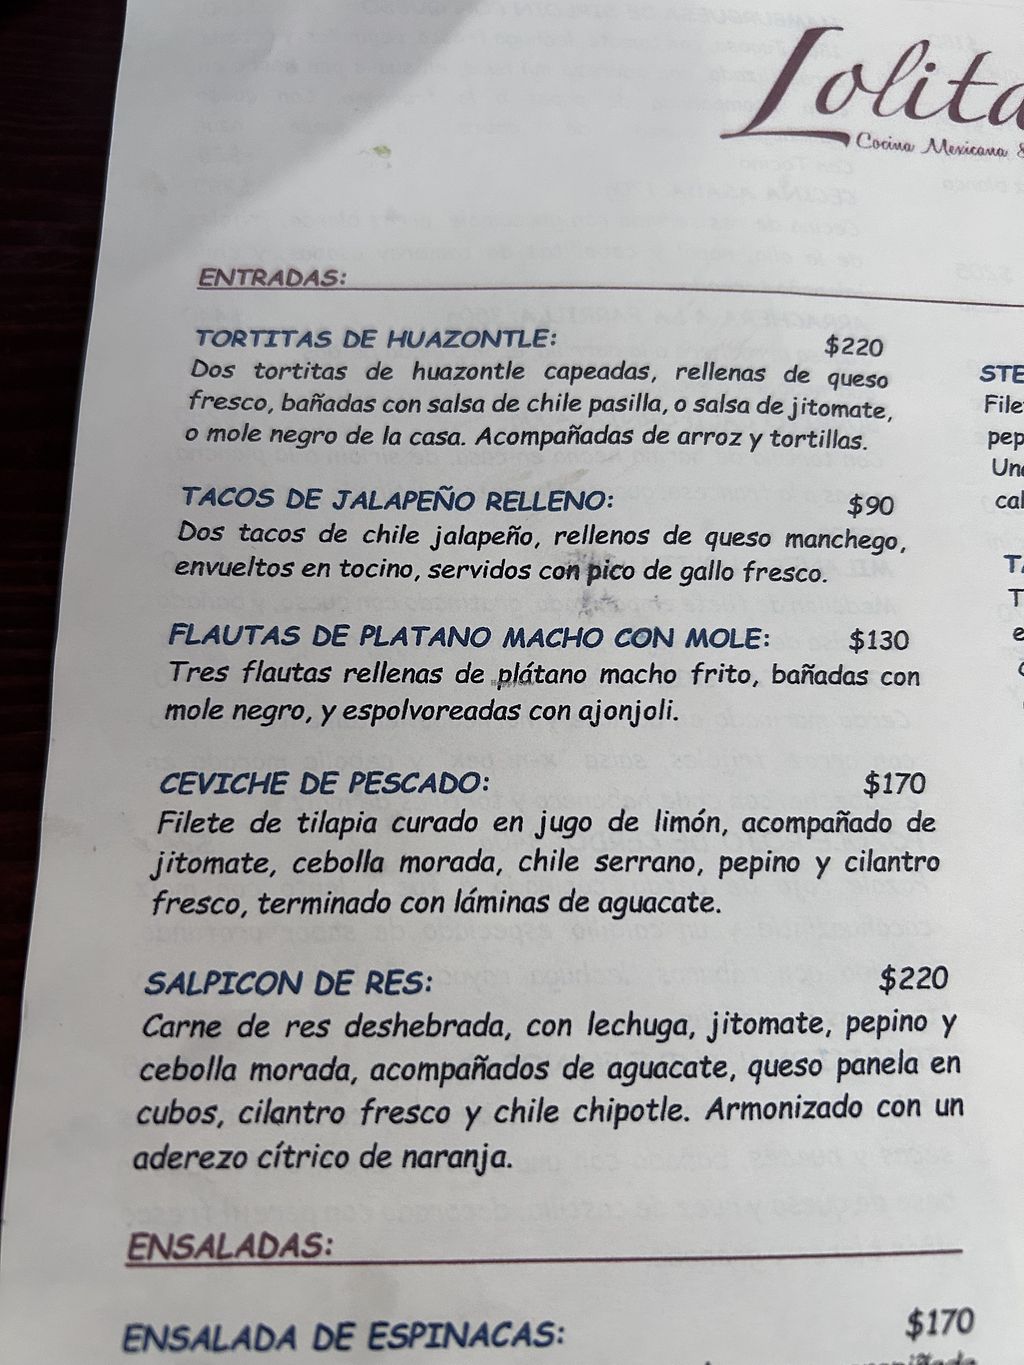 Lolita
Cocina Mexicana &
ENTRADAS:
TORTITAS DE HUAZONTLE: $220
Dos tortitas de huazontle capeadas, rellenas de queso
fresco, bañadas con salsa de chile pasilla, o salsa de jitomate,
o mole negro de la casa. Acompañadas de arroz y tortillas.
TACOS DE JALAPEÑO RELLENO: $90
Dos tacos de chile jalapeño, rellenos de queso manchego,
envueltos en tocino, servidos con pico de gallo fresco.
FLAUTAS DE PLATANO MACHO CON MOLE: $130
Tres flautas rellenas de plátano macho frito, bañadas con
mole negro, y espolvoreadas con ajonjoli.
CEVICHE DE PESCADO: $170
Filete de tilapia curado en jugo de limón, acompañado de
jitomate, cebolla morada, chile serrano, pepino y cilantro
fresco, terminado con láminas de aguacate.
SALPICON DE RES: $220
Carne de res deshebrada, con lechuga, jitomate, pepino y
cebolla morada, acompañados de aguacate, queso panela en
cubos, cilantro fresco y chile chipotle. Armonizado con un
aderezo cítrico de naranja.
ENSALADAS:
ENSALADA DE ESPINACAS: $170
STE
File
pep
Un
cal
T